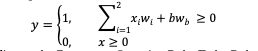 y = {1, ∑²ᵢ₌₁ xᵢwᵢ + bw_b ≥ 0
0, x ≥ 0